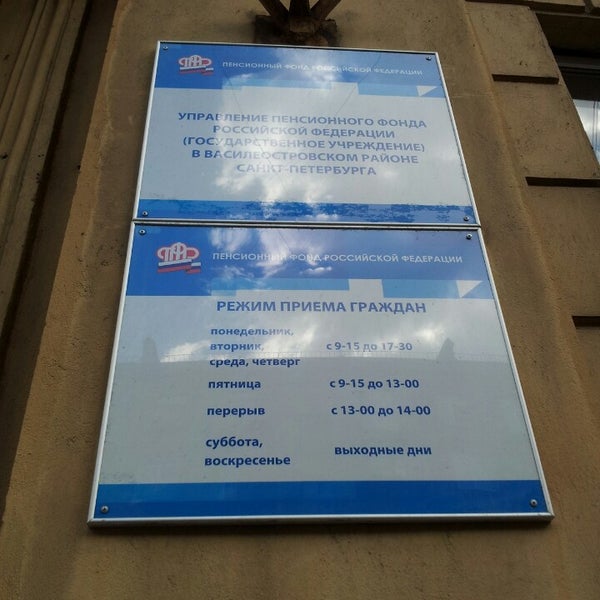 ПФР ПЕНСИОННЫЙ ФОНД РОССИЙСКОЙ ФЕДЕРАЦИИ
УПРАВЛЕНИЕ ПЕНСИОННОГО ФОНДА
РОССИЙСКОЙ ФЕДЕРАЦИИ
(ГОСУДАРСТВЕННОЕ УЧРЕЖДЕНИЕ)
В ВАСИЛЕОСТРОВСКОМ РАЙОНЕ
САНКТ-ПЕТЕРБУРГА
ПФР ПЕНСИОННЫЙ ФОНД РОССИЙСКОЙ ФЕДЕРАЦИИ
РЕЖИМ ПРИЕМА ГРАЖДАН
понедельник,
вторник, с 9-15 до 17-30
среда, четверг
пятница с 9-15 до 13-00
перерыв с 13-00 до 14-00
суббота,
воскресенье выходные дни